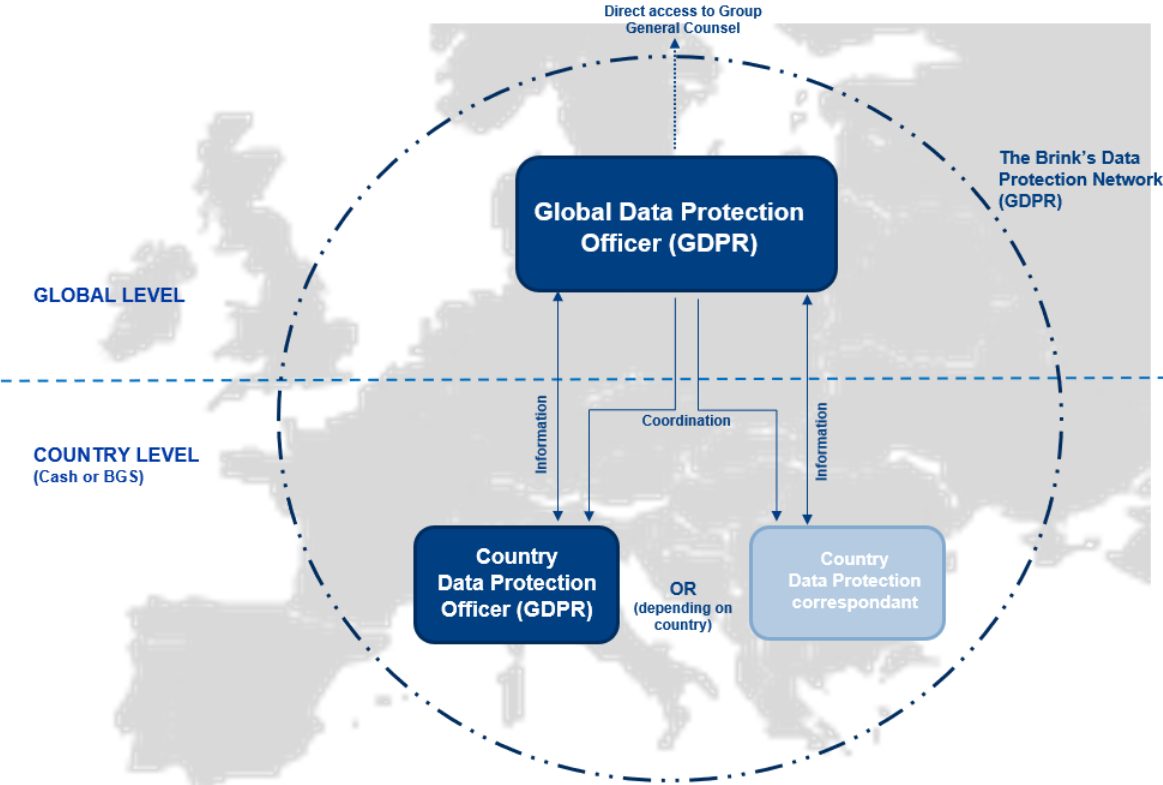 Direct access to Group
General Counsel
The Brink's Data
Protection Network
(GDPR)
Global Data Protection
Officer (GDPR)
GLOBAL LEVEL
COUNTRY LEVEL
(Cash or BGS)
Information
Coordination
Information
Country
Data Protection
Officer (GDPR)
OR
(depending on
country)
Country
Data Protection
correspondant